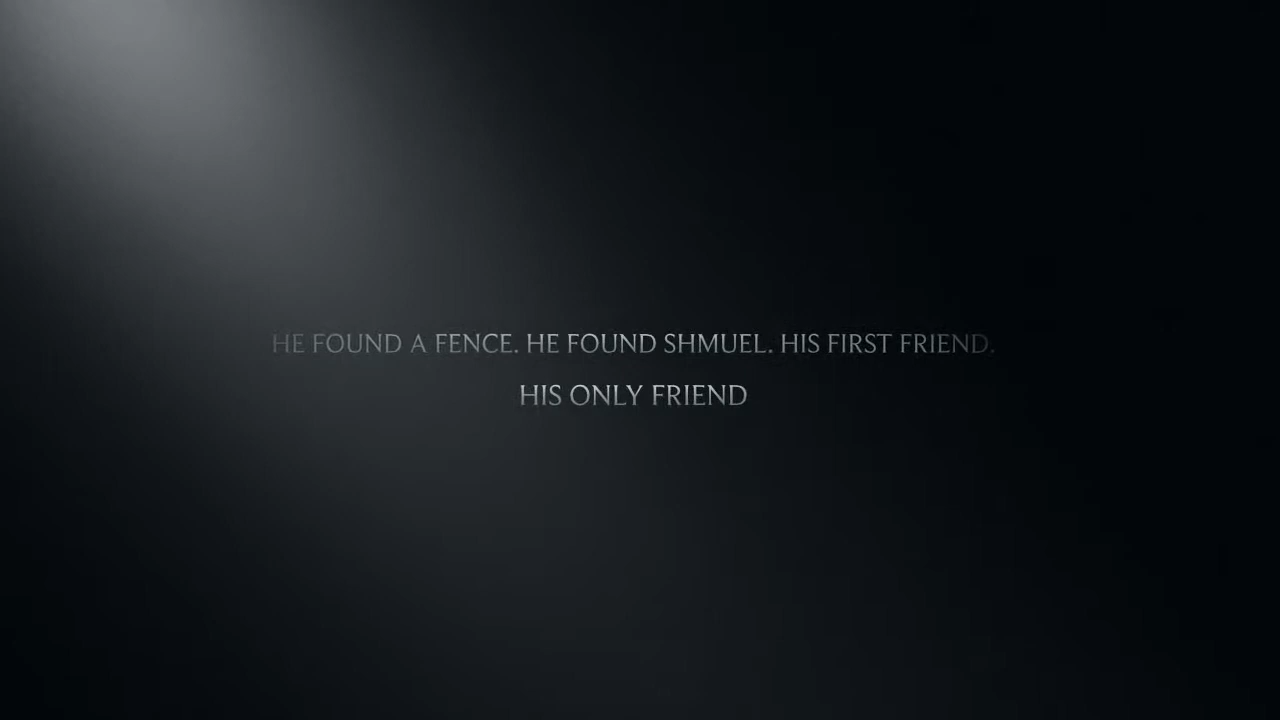 HE FOUND A FENCE. HE FOUND SHMUEL. HIS FIRST FRIEND.
HIS ONLY FRIEND